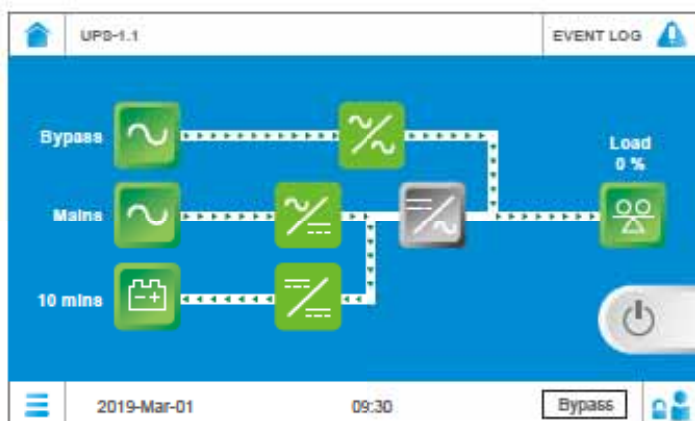 UPS-1.1
EVENT LOG
Bypass
Load
0 %
Mains
10 mins
2019-Mar-01
09:30
Bypass